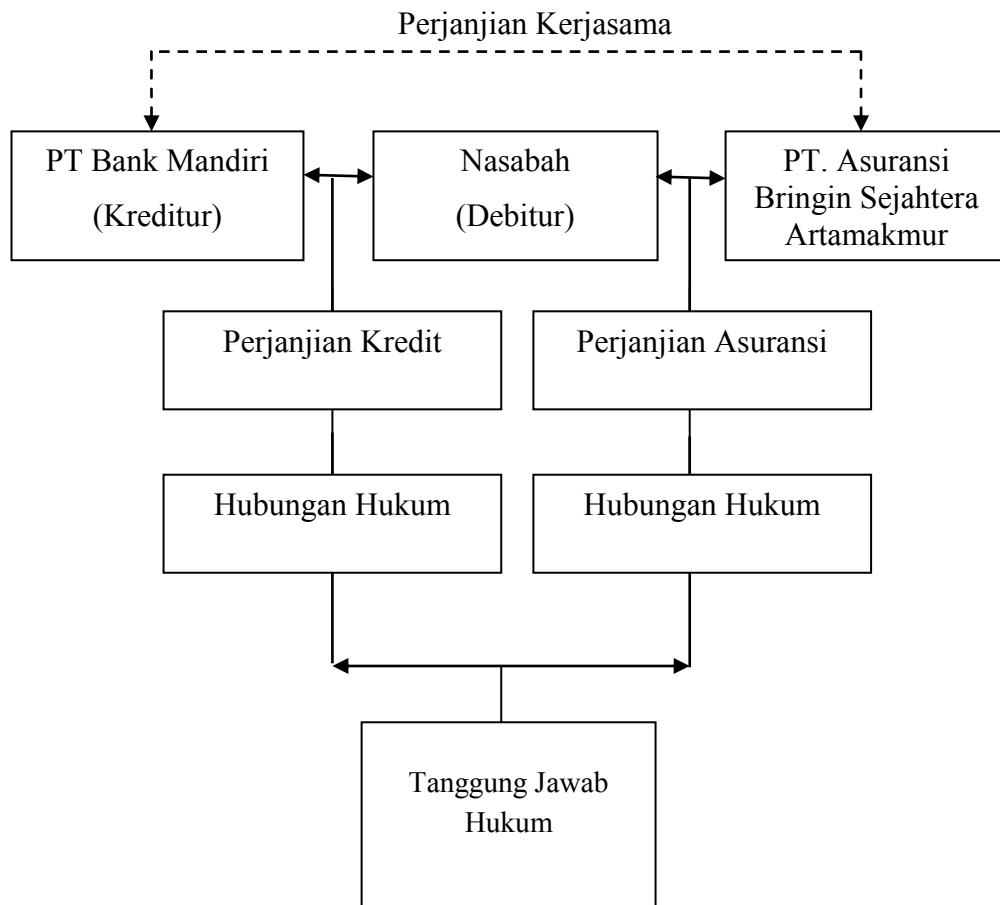 Perjanjian Kerjasama
PT Bank Mandiri
(Kreditur)
Nasabah
(Debitur)
PT. Asuransi
Bringin Sejahtera
Artamakmur
Perjanjian Kredit
Perjanjian Asuransi
Hubungan Hukum
Hubungan Hukum
Tanggung Jawab
Hukum